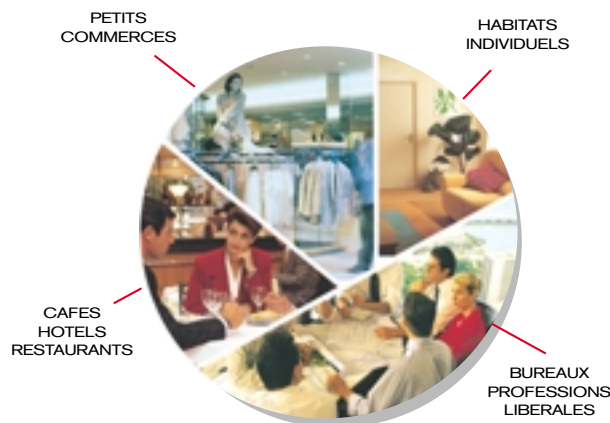 PETITS
COMMERCES
HABITATS
INDIVIDUELS
CAFES
HOTELS
RESTAURANTS
BUREAUX
PROFESSIONS
LIBERALES